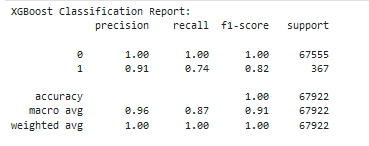 XGBoost Classification Report:
precision recall f1-score support
0 1.00 1.00 1.00 67555
1 0.91 0.74 0.82 367
accuracy 1.00 67922
macro avg 0.96 0.87 0.91 67922
weighted avg 1.00 1.00 1.00 67922